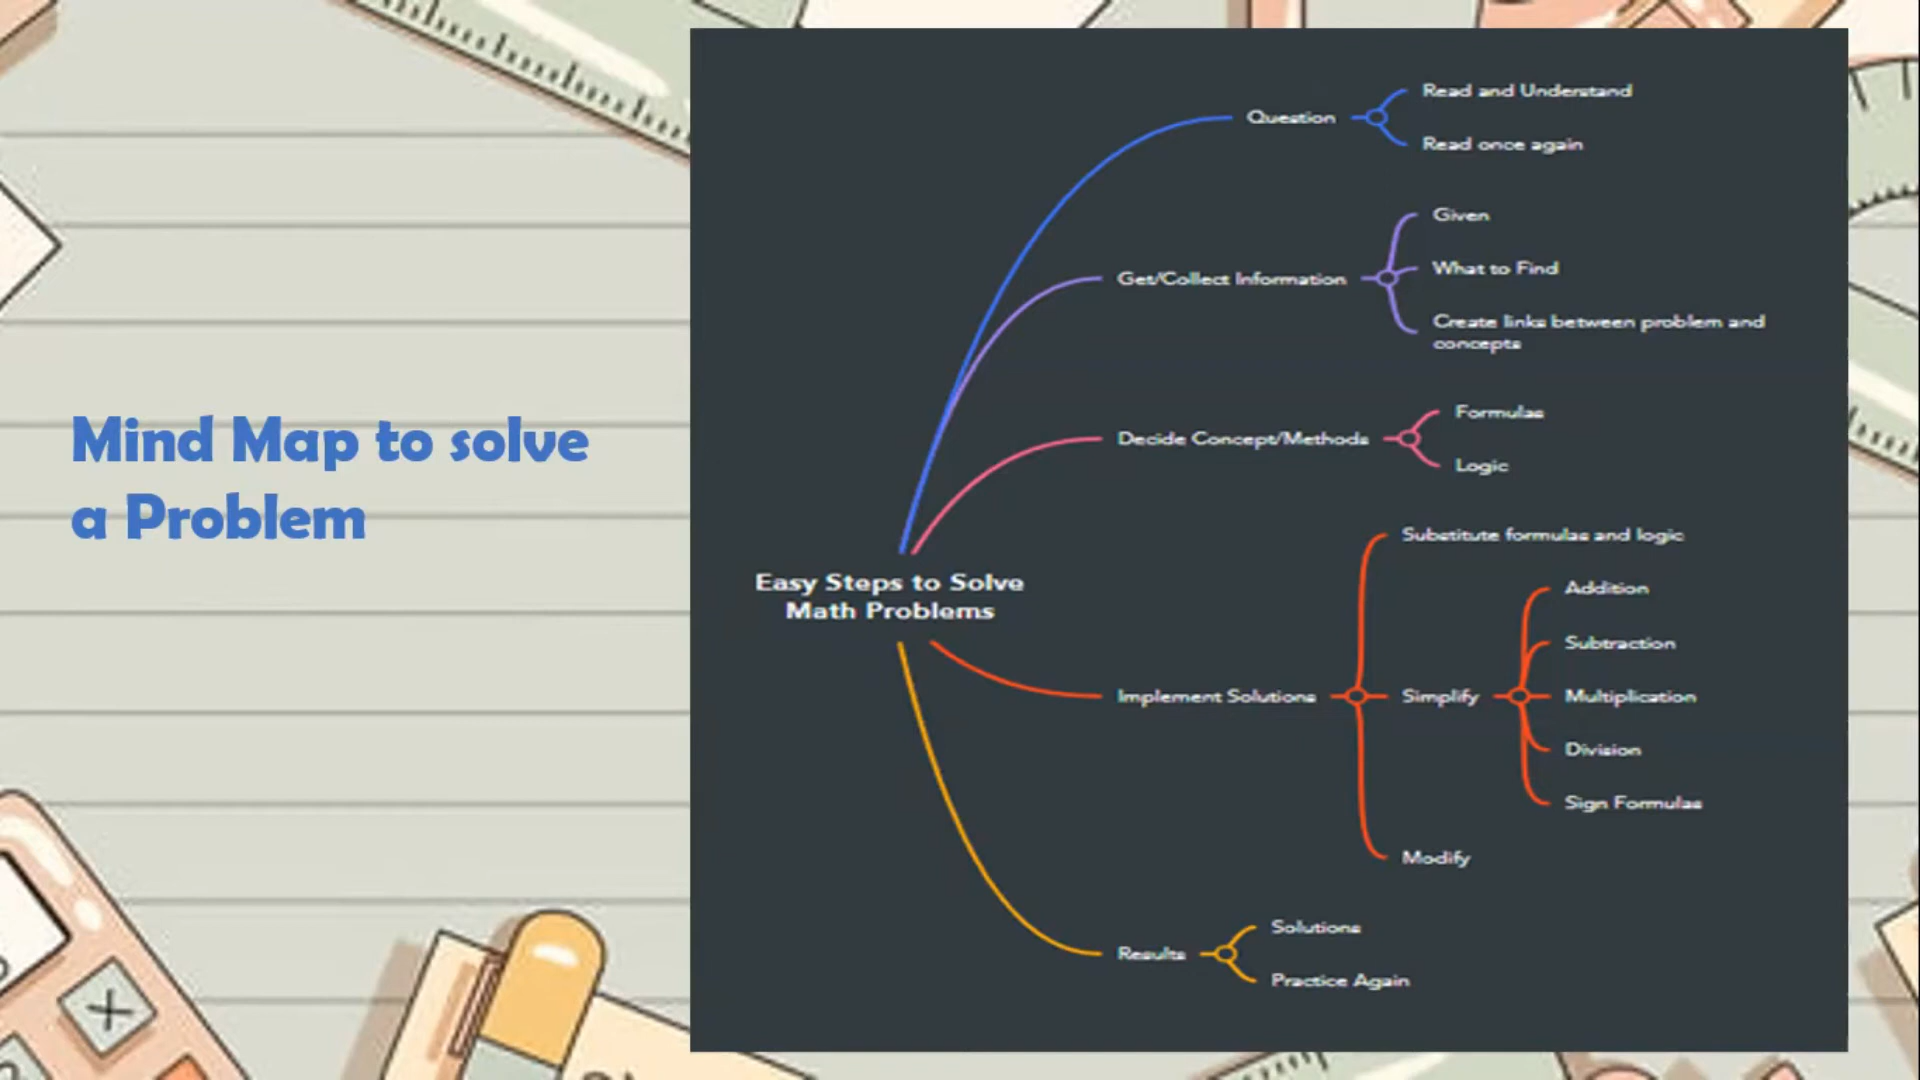 Mind Map to solve
a Problem
Easy Steps to Solve
Math Problems
Question
Read and Understand
Read once again
Get/Collect Information
Given
What to Find
Create links between problem and
concepts
Decide Concept/Methods
Formulas
Logic
Implement Solutions
Substitute formulas and logic
Simplify
Addition
Subtraction
Multiplication
Division
Sign Formulas
Modify
Results
Solutions
Practice Again